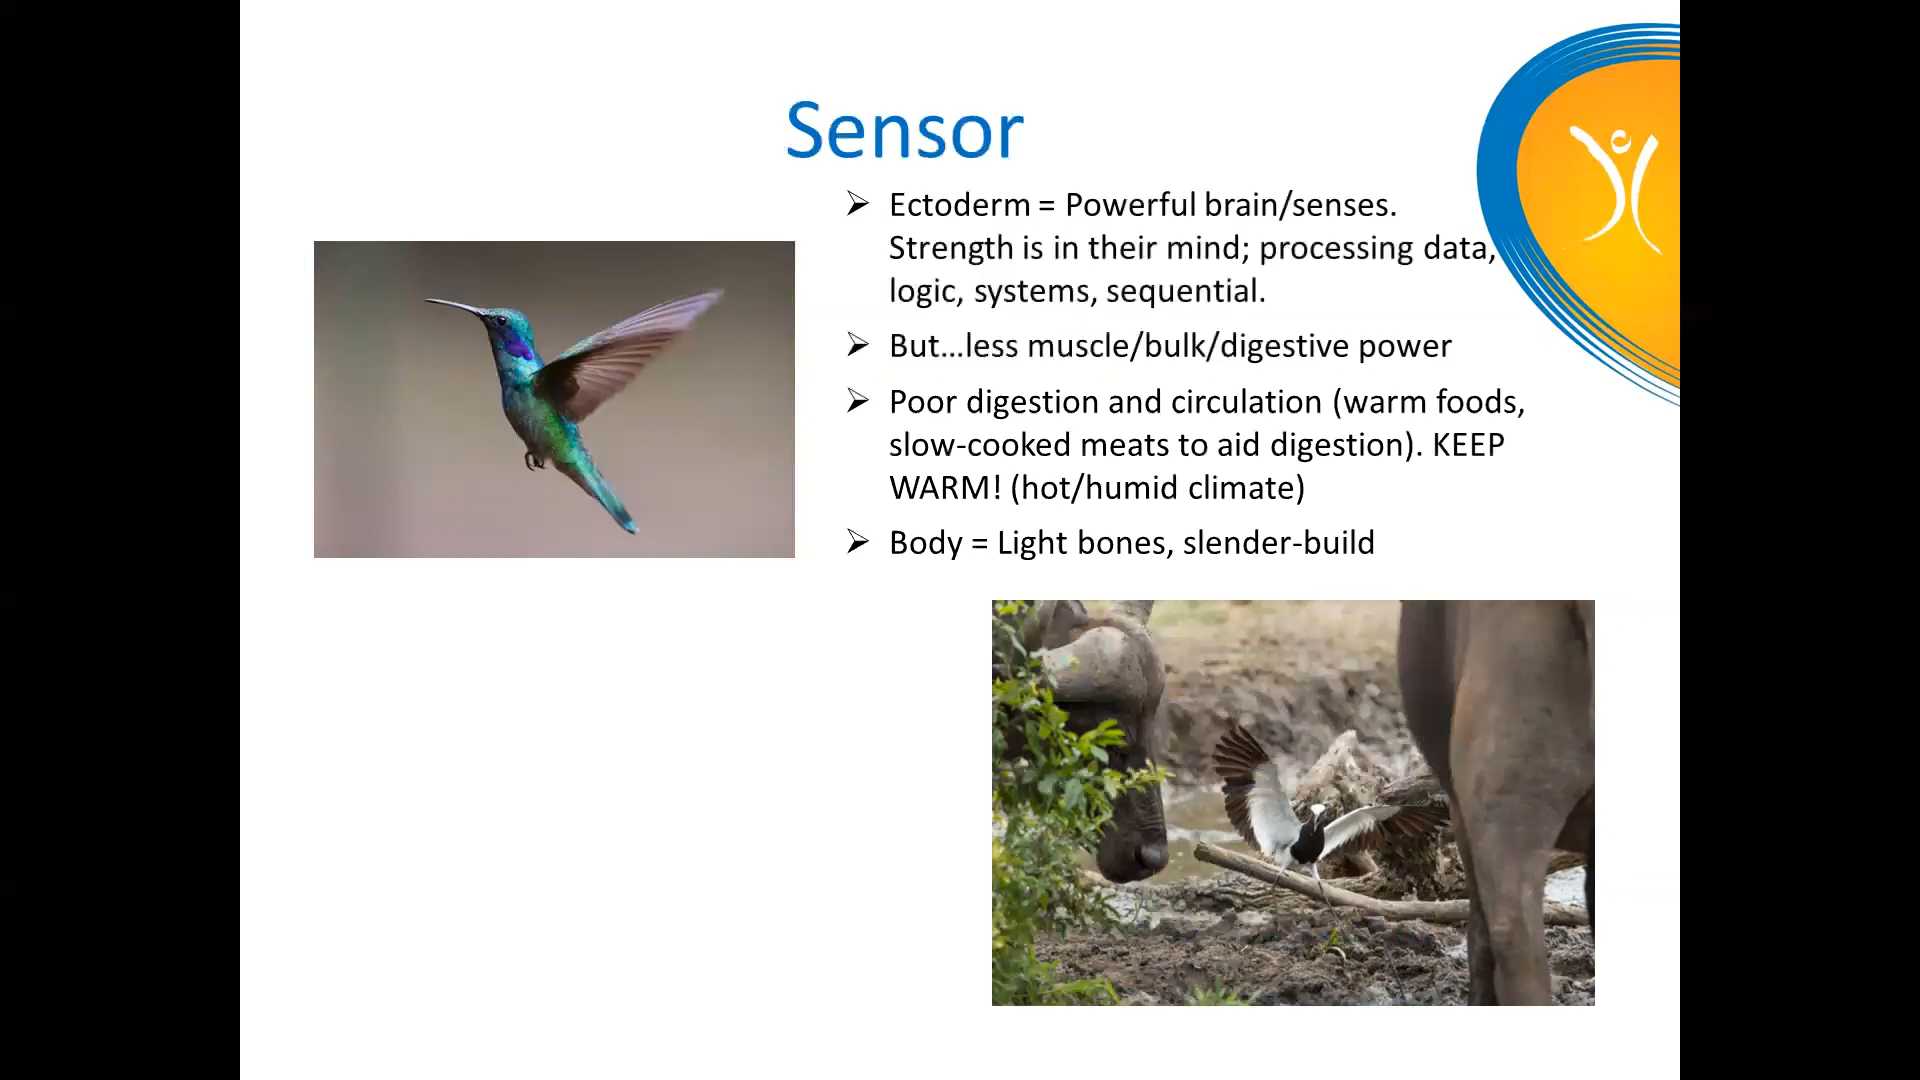 Sensor
Ectoderm = Powerful brain/senses.
Strength is in their mind; processing data,
logic, systems, sequential.
But…less muscle/bulk/digestive power
Poor digestion and circulation (warm foods,
slow-cooked meats to aid digestion). KEEP
WARM! (hot/humid climate)
Body = Light bones, slender-build